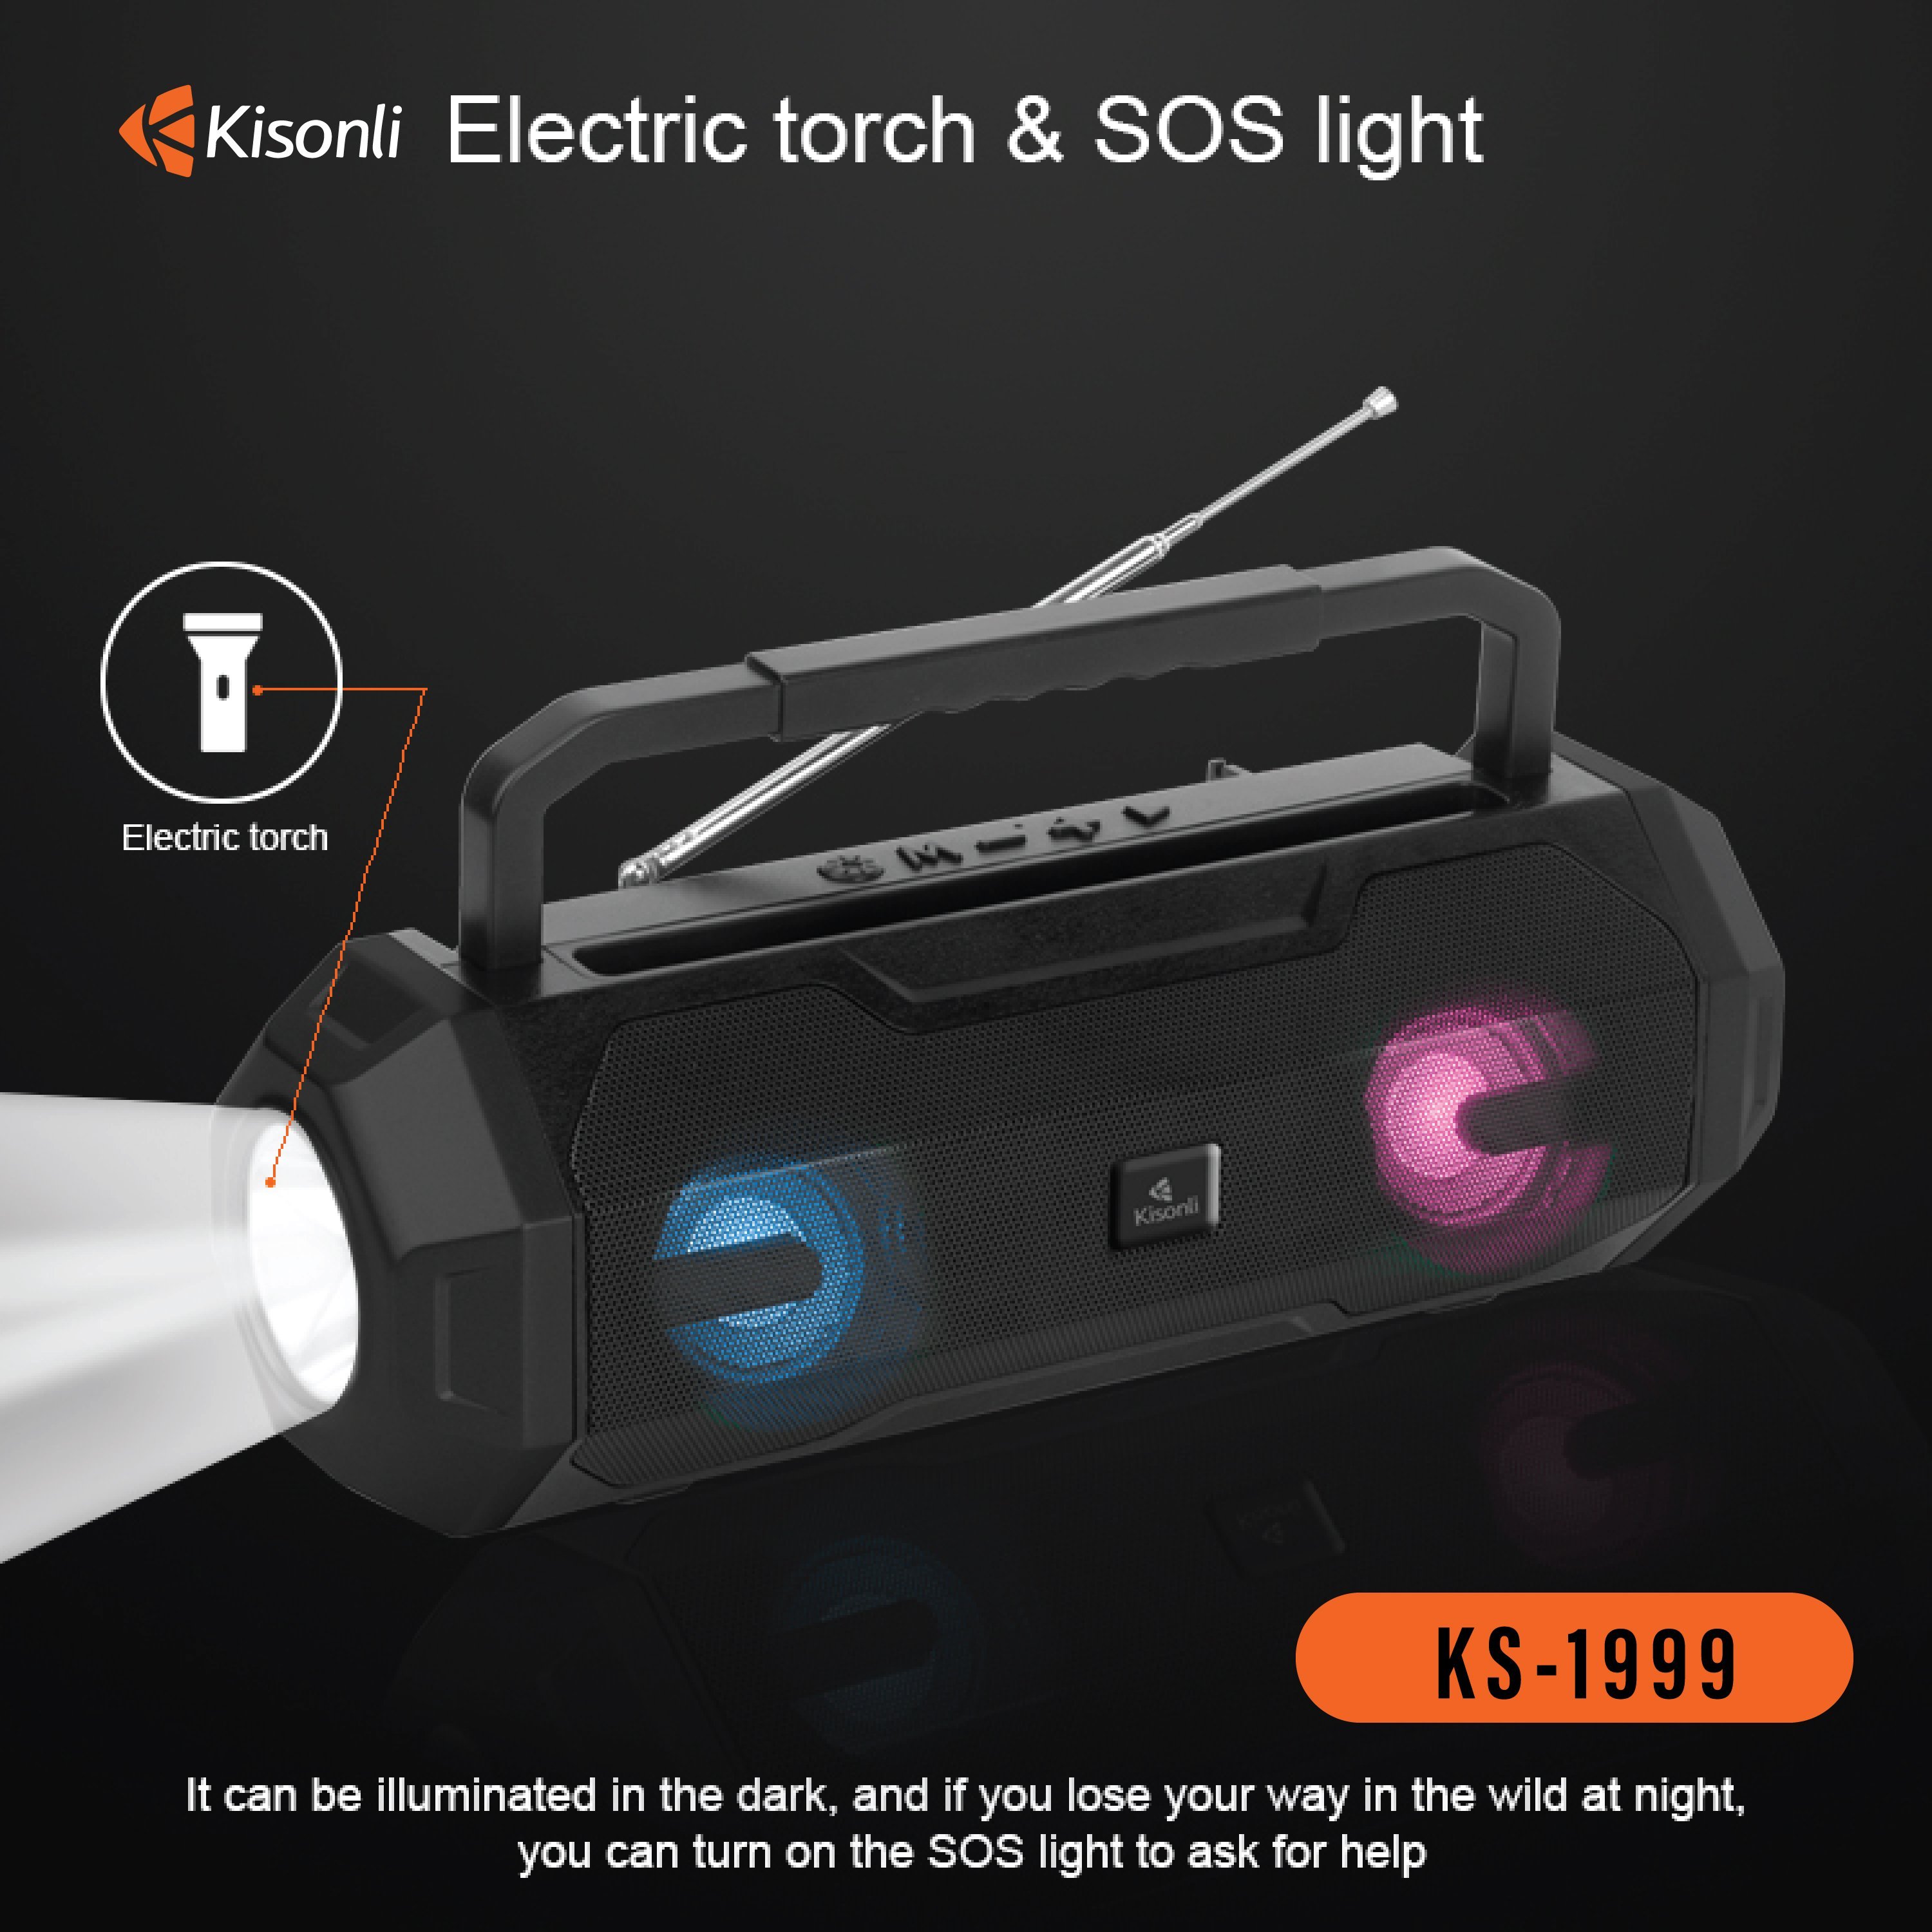 Kisonli Electric torch & SOS light
Electric torch
Kisonli
KS-1999
It can be illuminated in the dark, and if you lose your way in the wild at night,
you can turn on the SOS light to ask for help